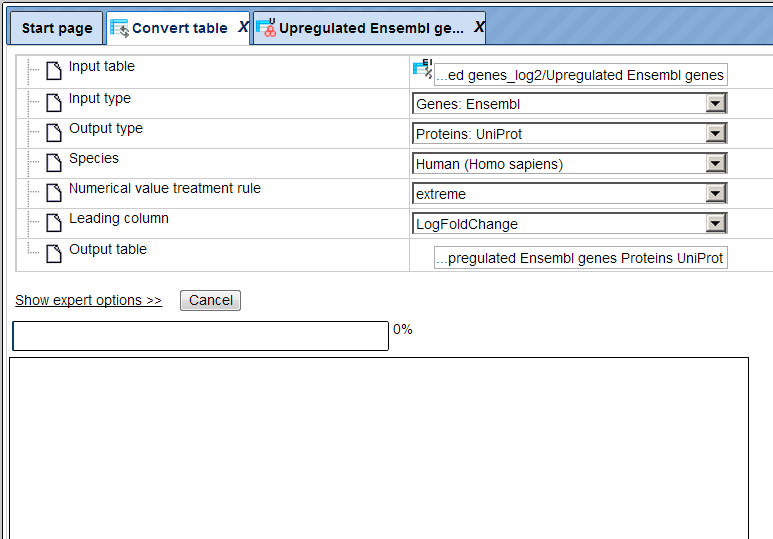 Start page
Convert table X
Upregulated Ensembl ge... X
Input table
EI
...ed genes_log2/Upregulated Ensembl genes
Input type
Genes: Ensembl
Output type
Proteins: UniProt
Species
Human (Homo sapiens)
Numerical value treatment rule
extreme
Leading column
LogFoldChange
Output table
...pregulated Ensembl genes Proteins UniProt
Show expert options >>
Cancel
0%